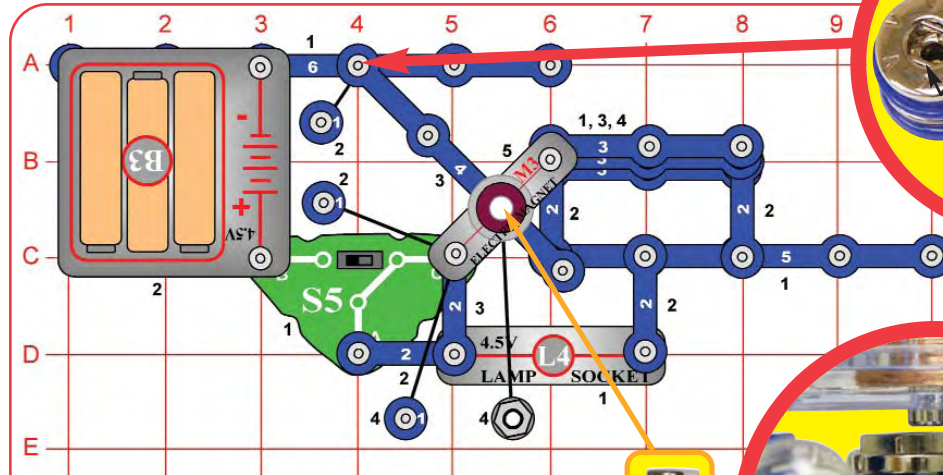 1 2 3 4 5 6 7 8 9
A 6 1
1 2
B3 - + 4.5V
B 4 3 5 M3 ELECTROMAGNET 1, 3, 4 3 3
2 1
2 2
C B S5 C 5 1
2 1 A
2 3 2 2
D 2 2 4.5V L4 LAMP SOCKET 1
4 1 4
E